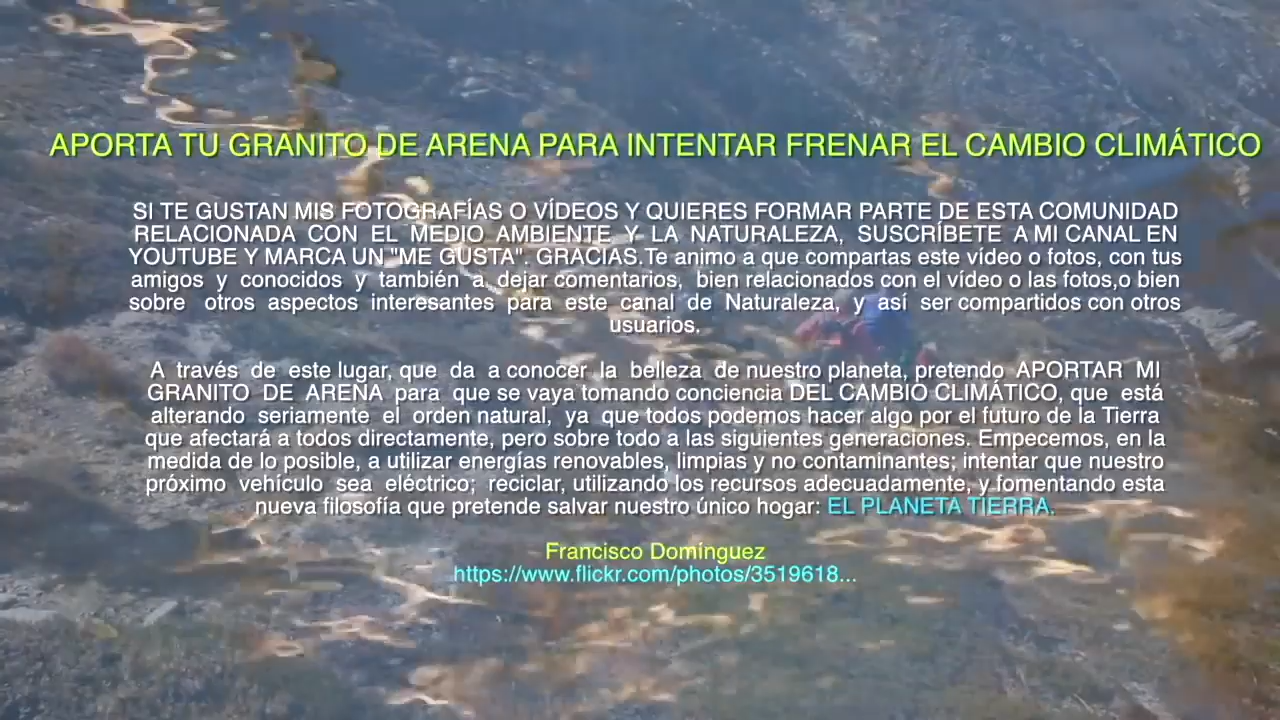 APORTA TU GRANITO DE ARENA PARA INTENTAR FRENAR EL CAMBIO CLIMÁTICO
SI TE GUSTAN MIS FOTOGRAFÍAS O VÍDEOS Y QUIERES FORMAR PARTE DE ESTA COMUNIDAD
RELACIONADA CON EL MEDIO AMBIENTE Y LA NATURALEZA, SUSCRÍBETE A MI CANAL EN
YOUTUBE Y MARCA UN "ME GUSTA". GRACIAS.Te animo a que compartas este vídeo o fotos, con tus
amigos y conocidos y también a dejar comentarios, bien relacionados con el vídeo o las fotos,o bien
sobre otros aspectos interesantes para este canal de Naturaleza, y así ser compartidos con otros
usuarios.
A través de este lugar, que da a conocer la belleza de nuestro planeta, pretendo APORTAR MI
GRANITO DE ARENA para que se vaya tomando conciencia DEL CAMBIO CLIMÁTICO, que está
alterando seriamente el orden natural, ya que todos podemos hacer algo por el futuro de la Tierra
que afectará a todos directamente, pero sobre todo a las siguientes generaciones. Empecemos, en la
medida de lo posible, a utilizar energías renovables, limpias y no contaminantes; intentar que nuestro
próximo vehículo sea eléctrico; reciclar, utilizando los recursos adecuadamente, y fomentando esta
nueva filosofía que pretende salvar nuestro único hogar: EL PLANETA TIERRA.
Francisco Domínguez
https://www.flickr.com/photos/3519618...